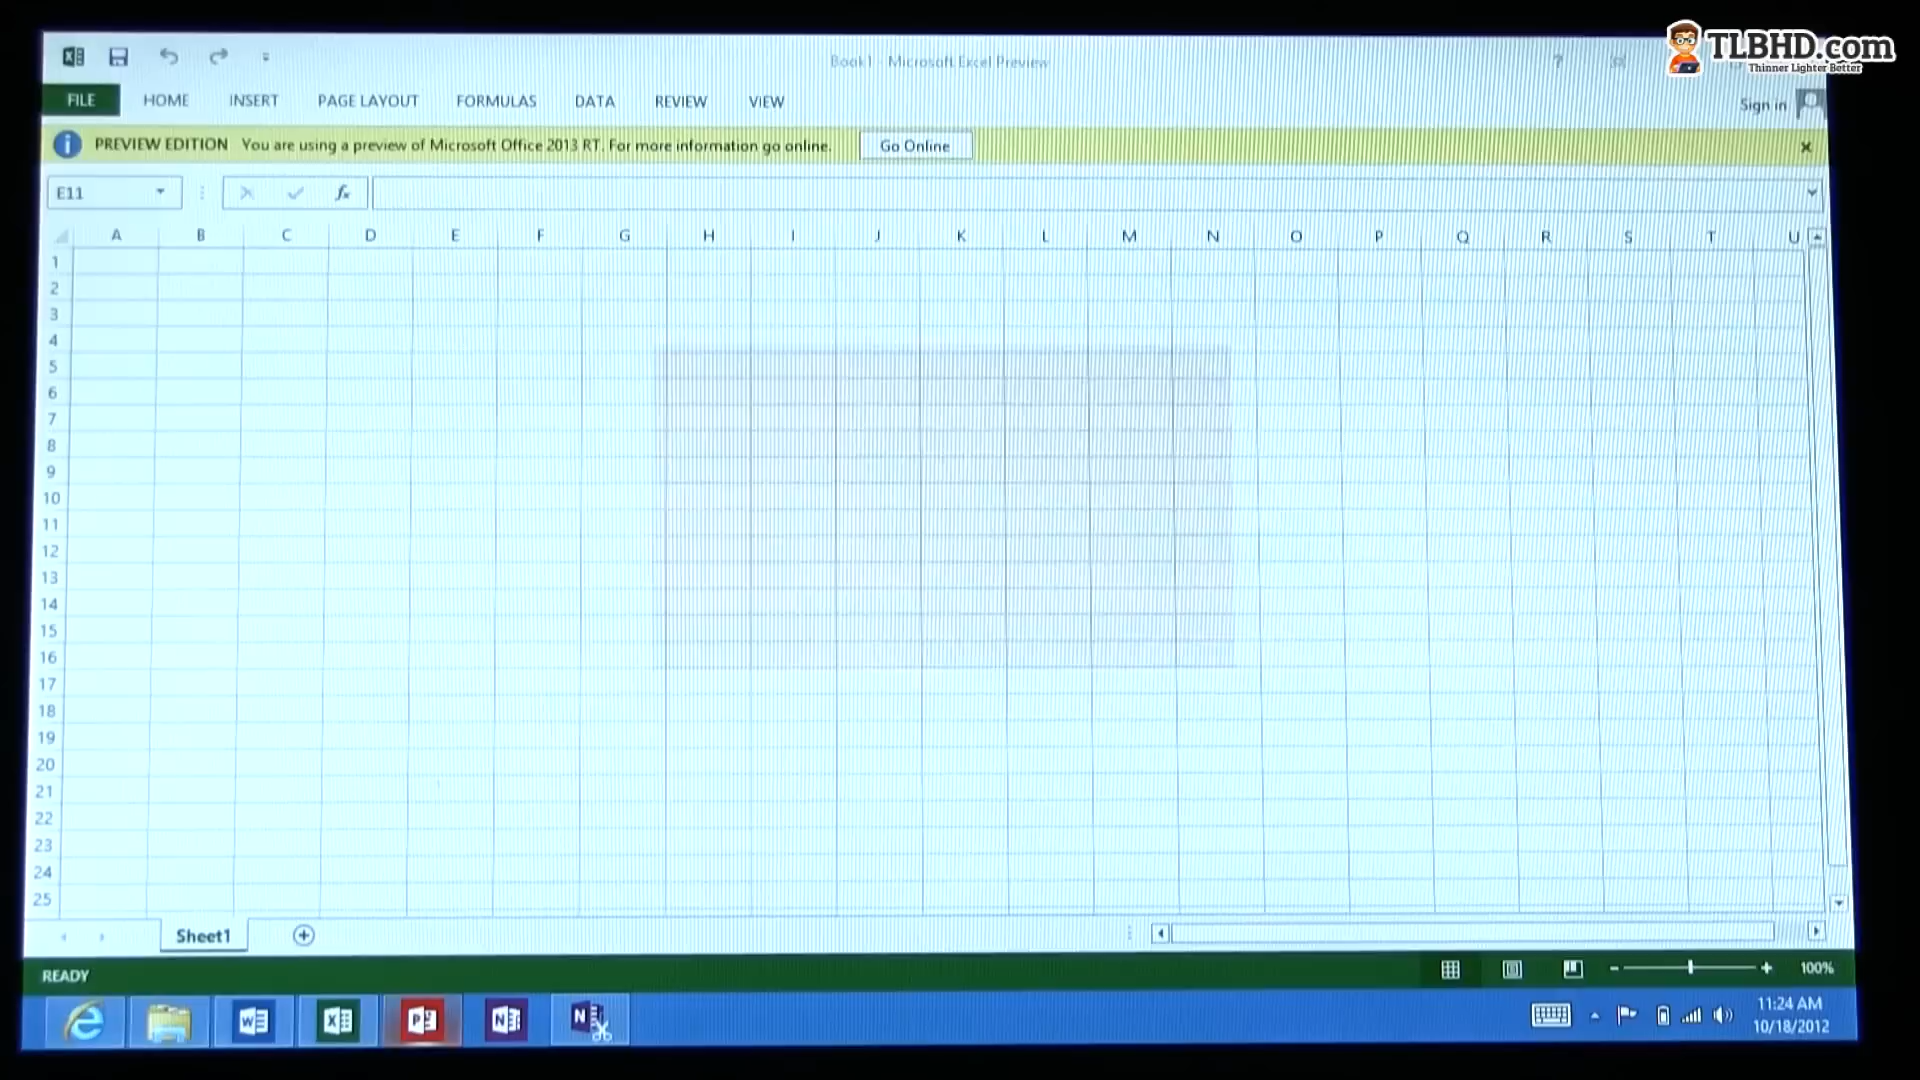 TLBHD.com
Thinner Lighter Better
Book1 - Microsoft Excel Preview
?
FILE HOME INSERT PAGE LAYOUT FORMULAS DATA REVIEW VIEW Sign in
PREVIEW EDITION You are using a preview of Microsoft Office 2013 RT. For more information go online. Go Online
E11 fx
A B C D E F G H I J K L M N O P Q R S T U
1
2
3
4
5
6
7
8
9
10
11
12
13
14
15
16
17
18
19
20
21
22
23
24
25
Sheet1
READY 100%
11:24 AM
10/18/2012